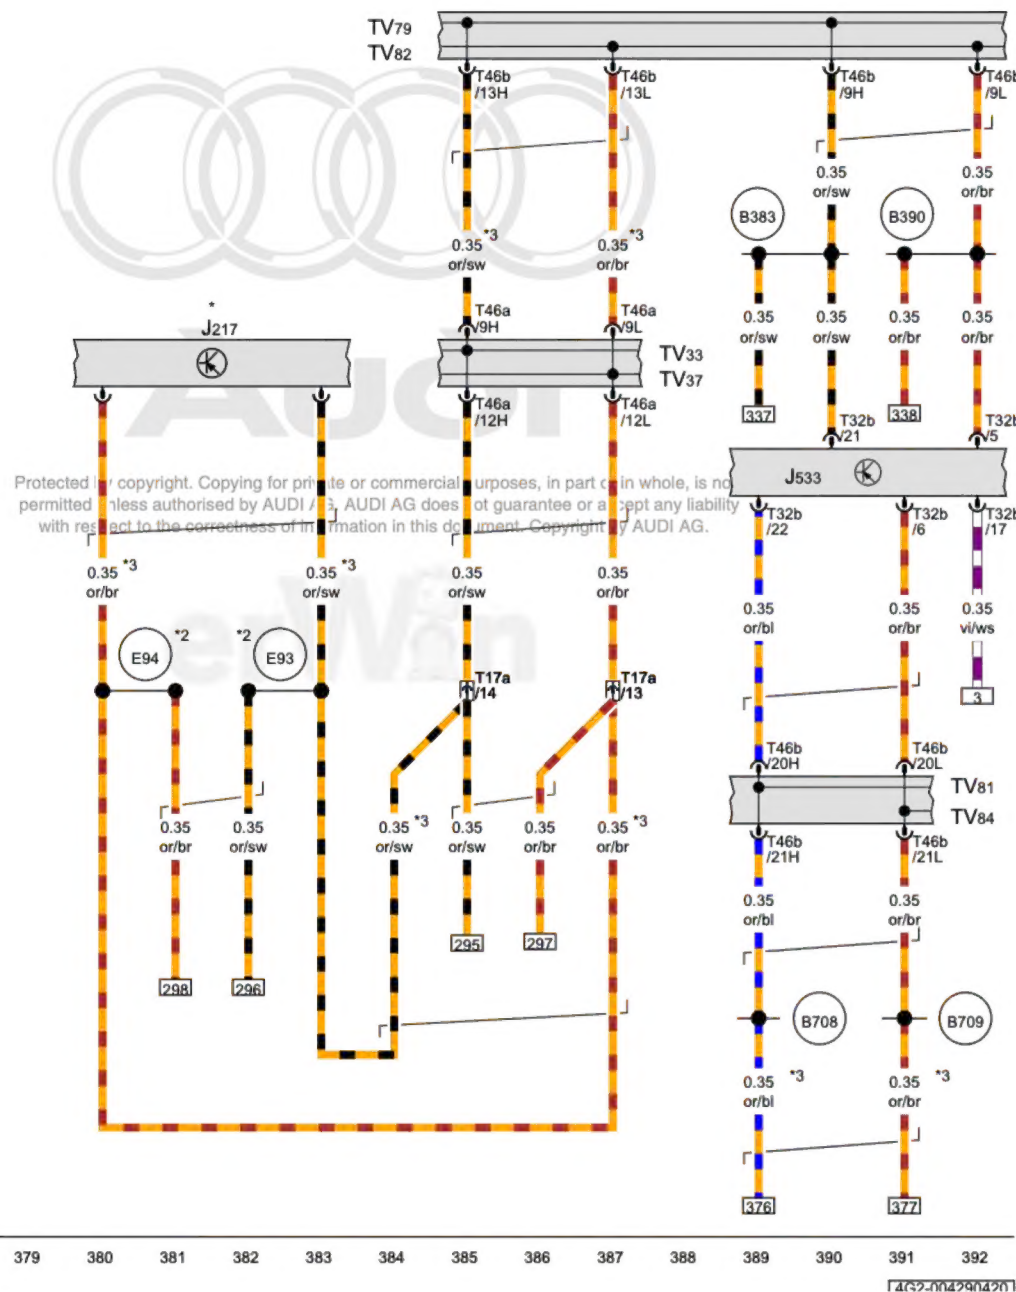 TV79
TV82
T46b
/13H
T46b
/13L
T46b
/9H
T46b
/9L
0.35
or/sw
0.35
or/br
B383
B390
0.35 *3
or/sw
0.35 *3
or/br
*
J217
T46a
/9H
T46a
/9L
0.35
or/sw
0.35
or/sw
0.35
or/br
0.35
or/br
TV33
TV37
Audi
T46a
/12H
T46a
/12L
337
338
T32b
/21
T32b
/5
J533
Protected by copyright. Copying for private or commercial purposes, in part or in whole, is not
permitted unless authorised by AUDI AG. AUDI AG does not guarantee or accept any liability
with respect to the correctness of information in this document. Copyright by AUDI AG.
T32b
/22
T32b
/6
T32b
/17
0.35 *3
or/br
0.35 *3
or/sw
0.35
or/sw
0.35
or/br
erWin
0.35
or/bl
0.35
or/br
0.35
vi/ws
E94
*2
*2
E93
T17a
/14
T17a
/13
3
T46b
/20H
T46b
/20L
TV81
TV84
0.35
or/br
0.35
or/sw
0.35 *3
or/sw
0.35
or/sw
0.35
or/br
0.35 *3
or/br
T46b
/21H
T46b
/21L
0.35
or/bl
0.35
or/br
298
296
295
297
B708
B709
0.35 *3
or/bl
0.35 *3
or/br
376
377
379 380 381 382 383 384 385 386 387 388 389 390 391 392
4G2-004290420